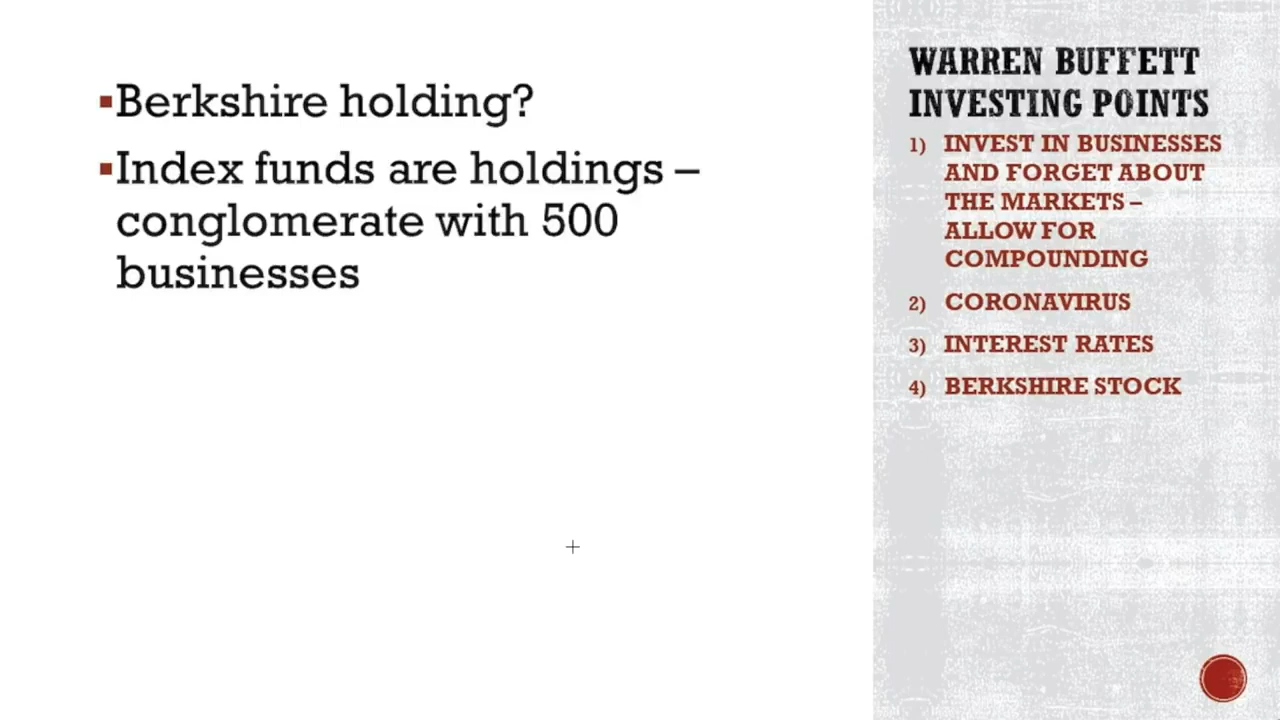 ▪Berkshire holding?
▪Index funds are holdings –
conglomerate with 500
businesses
WARREN BUFFETT
INVESTING POINTS
1) INVEST IN BUSINESSES
AND FORGET ABOUT
THE MARKETS –
ALLOW FOR
COMPOUNDING
2) CORONAVIRUS
3) INTEREST RATES
4) BERKSHIRE STOCK